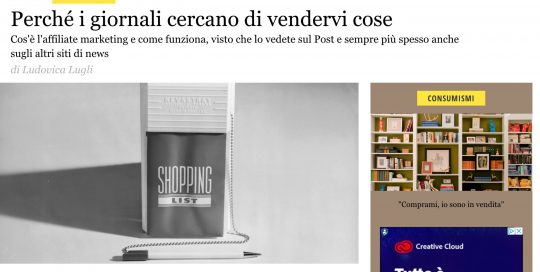 Perché i giornali cercano di vendervi cose
Cos'è l'affiliate marketing e come funziona, visto che lo vedete sul Post e sempre più spesso anche
sugli altri siti di news
di Ludovica Lugli
SHOPPING
LIST
CONSUMISMI
"Comprami, io sono in vendita"
Creative Cloud
Tutto è